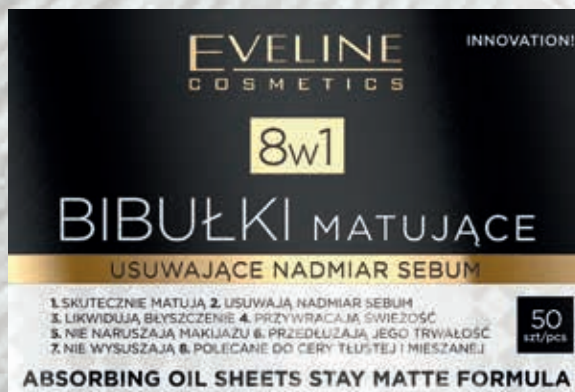 INNOVATION!
EVELINE
COSMETICS
8w1
BIBUŁKI MATUJĄCE
USUWAJĄCE NADMIAR SEBUM
1. SKUTECZNIE MATUJĄ 2. USUWAJĄ NADMIAR SEBUM
3. LIKWIDUJĄ BŁYSZCZENIE 4. PRZYWRACAJĄ ŚWIEŻOŚĆ
5. NIE NARUSZAJĄ MAKIJAŻU 6. PRZEDŁUŻAJĄ JEGO TRWAŁOŚĆ
7. NIE WYSUSZAJĄ 8. POLECANE DO CERY TŁUSTEJ I MIESZANEJ
50
szt/pcs
ABSORBING OIL SHEETS STAY MATTE FORMULA